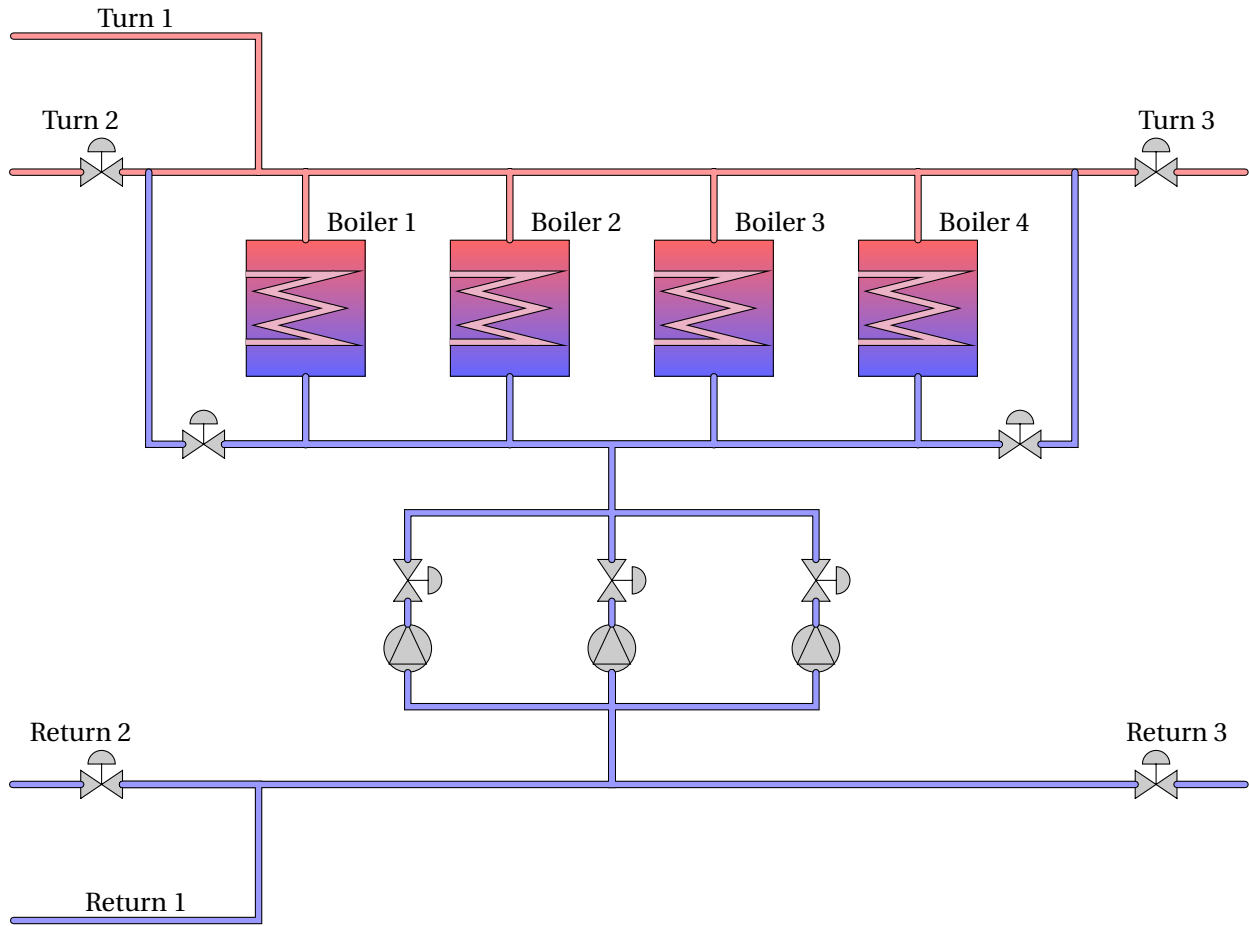 Turn 1
Turn 2
Turn 3
Boiler 1
Boiler 2
Boiler 3
Boiler 4
Return 2
Return 3
Return 1